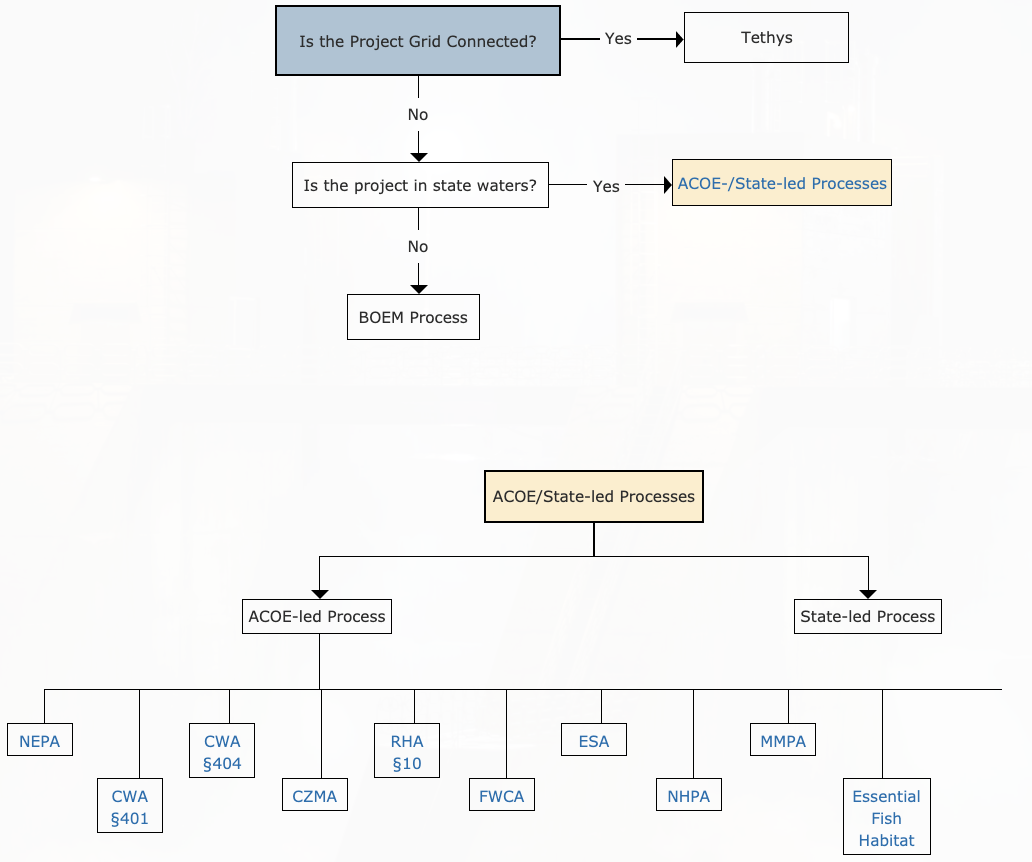 Is the Project Grid Connected?
Yes
Tethys
No
Is the project in state waters?
Yes
ACOE-/State-led Processes
No
BOEM Process
ACOE/State-led Processes
ACOE-led Process
State-led Process
NEPA
CWA
§401
CWA
§404
CZMA
RHA
§10
FWCA
ESA
NHPA
MMPA
Essential
Fish
Habitat